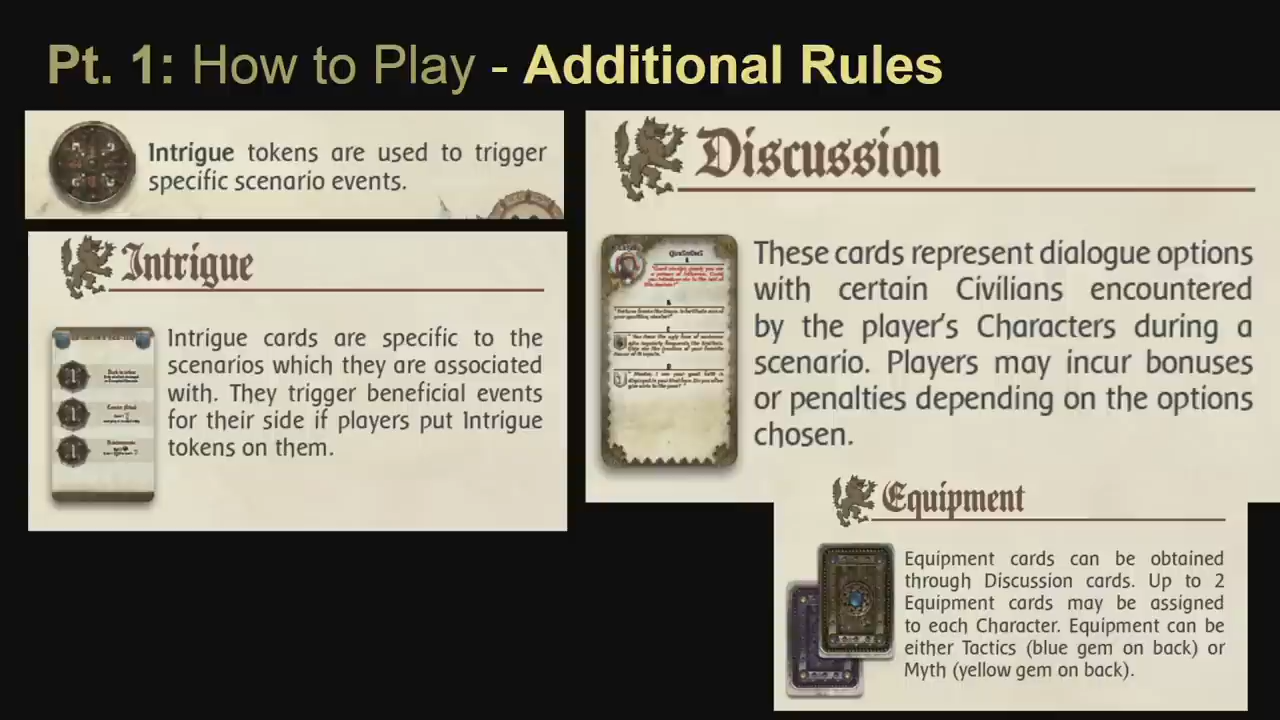 Pt. 1: How to Play - Additional Rules
Intrigue tokens are used to trigger
specific scenario events.
Intrigue
Intrigue cards are specific to the
scenarios which they are associated
with. They trigger beneficial events
for their side if players put Intrigue
tokens on them.
Discussion
These cards represent dialogue options
with certain Civilians encountered
by the player's Characters during a
scenario. Players may incur bonuses
or penalties depending on the options
chosen.
Equipment
Equipment cards can be obtained
through Discussion cards. Up to 2
Equipment cards may be assigned
to each Character. Equipment can be
either Tactics (blue gem on back) or
Myth (yellow gem on back).